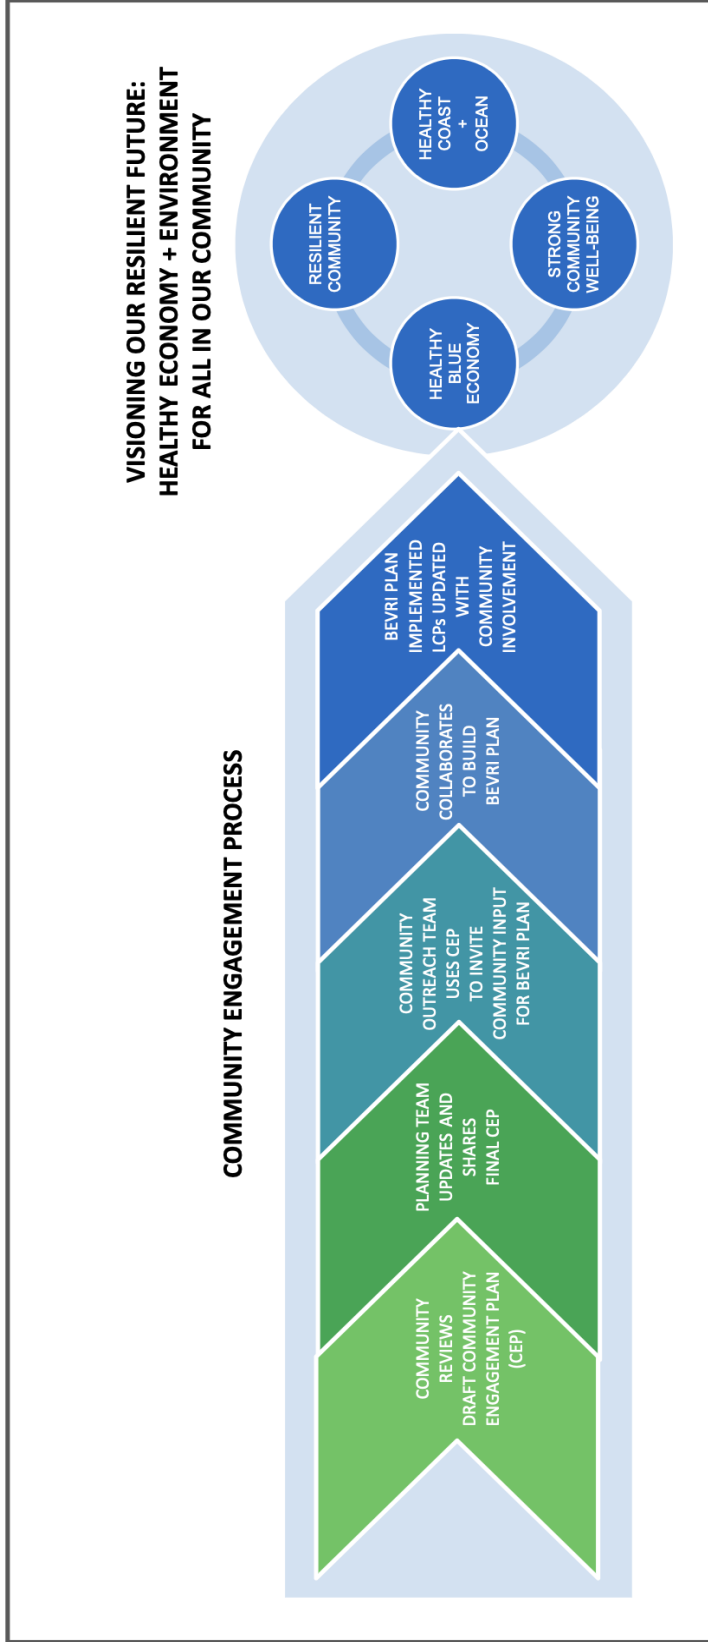 COMMUNITY ENGAGEMENT PROCESS
VISIONING OUR RESILIENT FUTURE:
HEALTHY ECONOMY + ENVIRONMENT
FOR ALL IN OUR COMMUNITY
COMMUNITY
REVIEWS
DRAFT COMMUNITY
ENGAGEMENT PLAN
(CEP)
PLANNING TEAM
UPDATES AND
SHARES
FINAL CEP
COMMUNITY
OUTREACH TEAM
USES CEP
TO INVITE
COMMUNITY INPUT
FOR BEVRI PLAN
COMMUNITY
COLLABORATES
TO BUILD
BEVRI PLAN
BEVRI PLAN
IMPLEMENTED
LCPs UPDATED
WITH
COMMUNITY
INVOLVEMENT
RESILIENT
COMMUNITY
HEALTHY
BLUE
ECONOMY
HEALTHY
COAST
+
OCEAN
STRONG
COMMUNITY
WELL-BEING